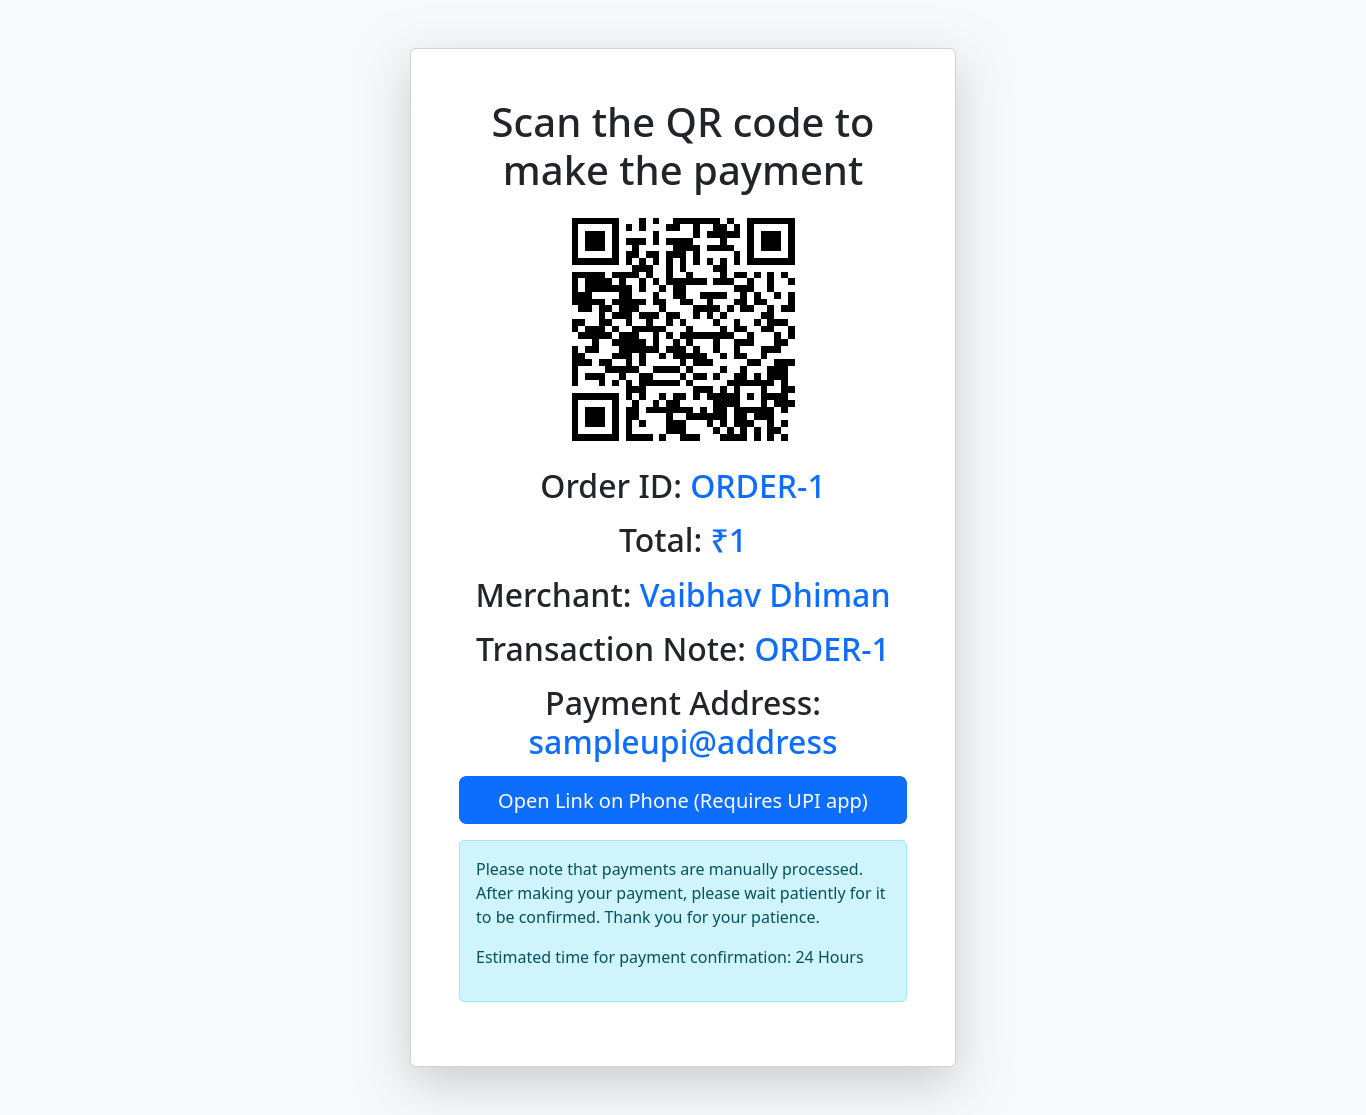 Scan the QR code to
make the payment
Order ID: ORDER-1
Total: ₹1
Merchant: Vaibhav Dhiman
Transaction Note: ORDER-1
Payment Address:
sampleupi@address
Open Link on Phone (Requires UPI app)
Please note that payments are manually processed.
After making your payment, please wait patiently for it
to be confirmed. Thank you for your patience.
Estimated time for payment confirmation: 24 Hours